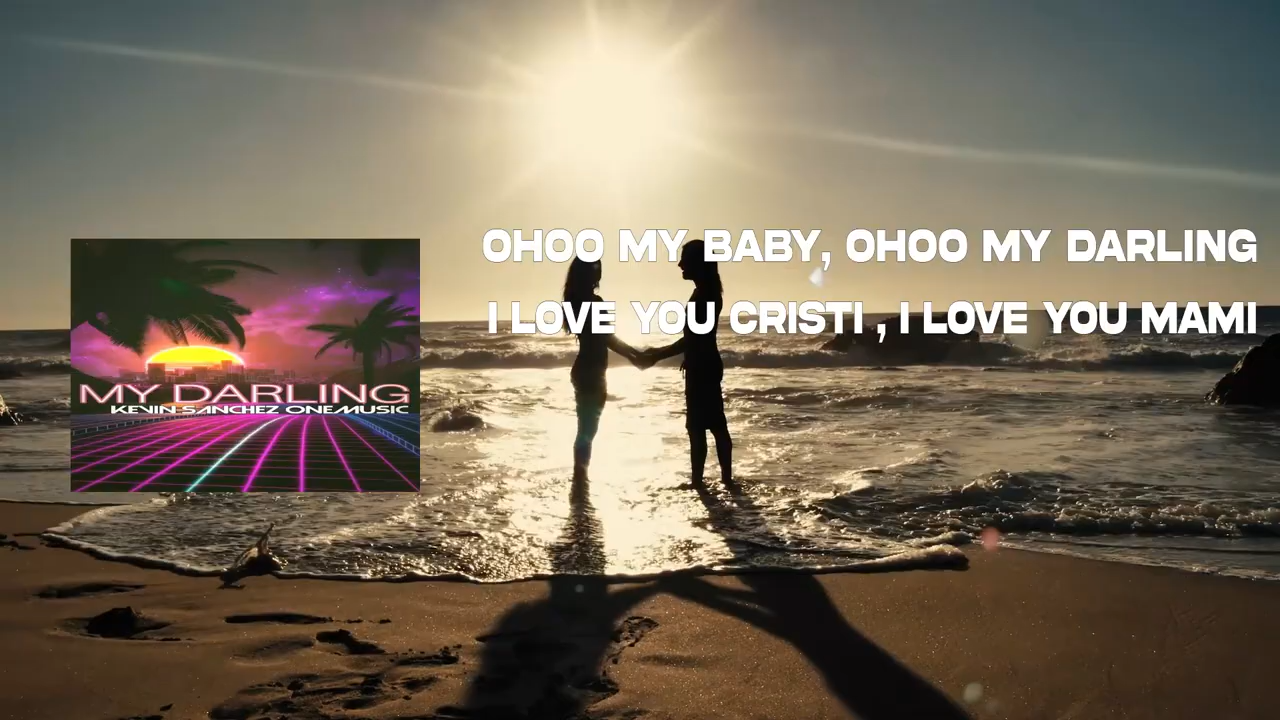 OHOO MY BABY, OHOO MY DARLING
I LOVE YOU CRISTI , I LOVE YOU MAMI
MY DARLING
KEVIN SANCHEZ ONEMUSIC